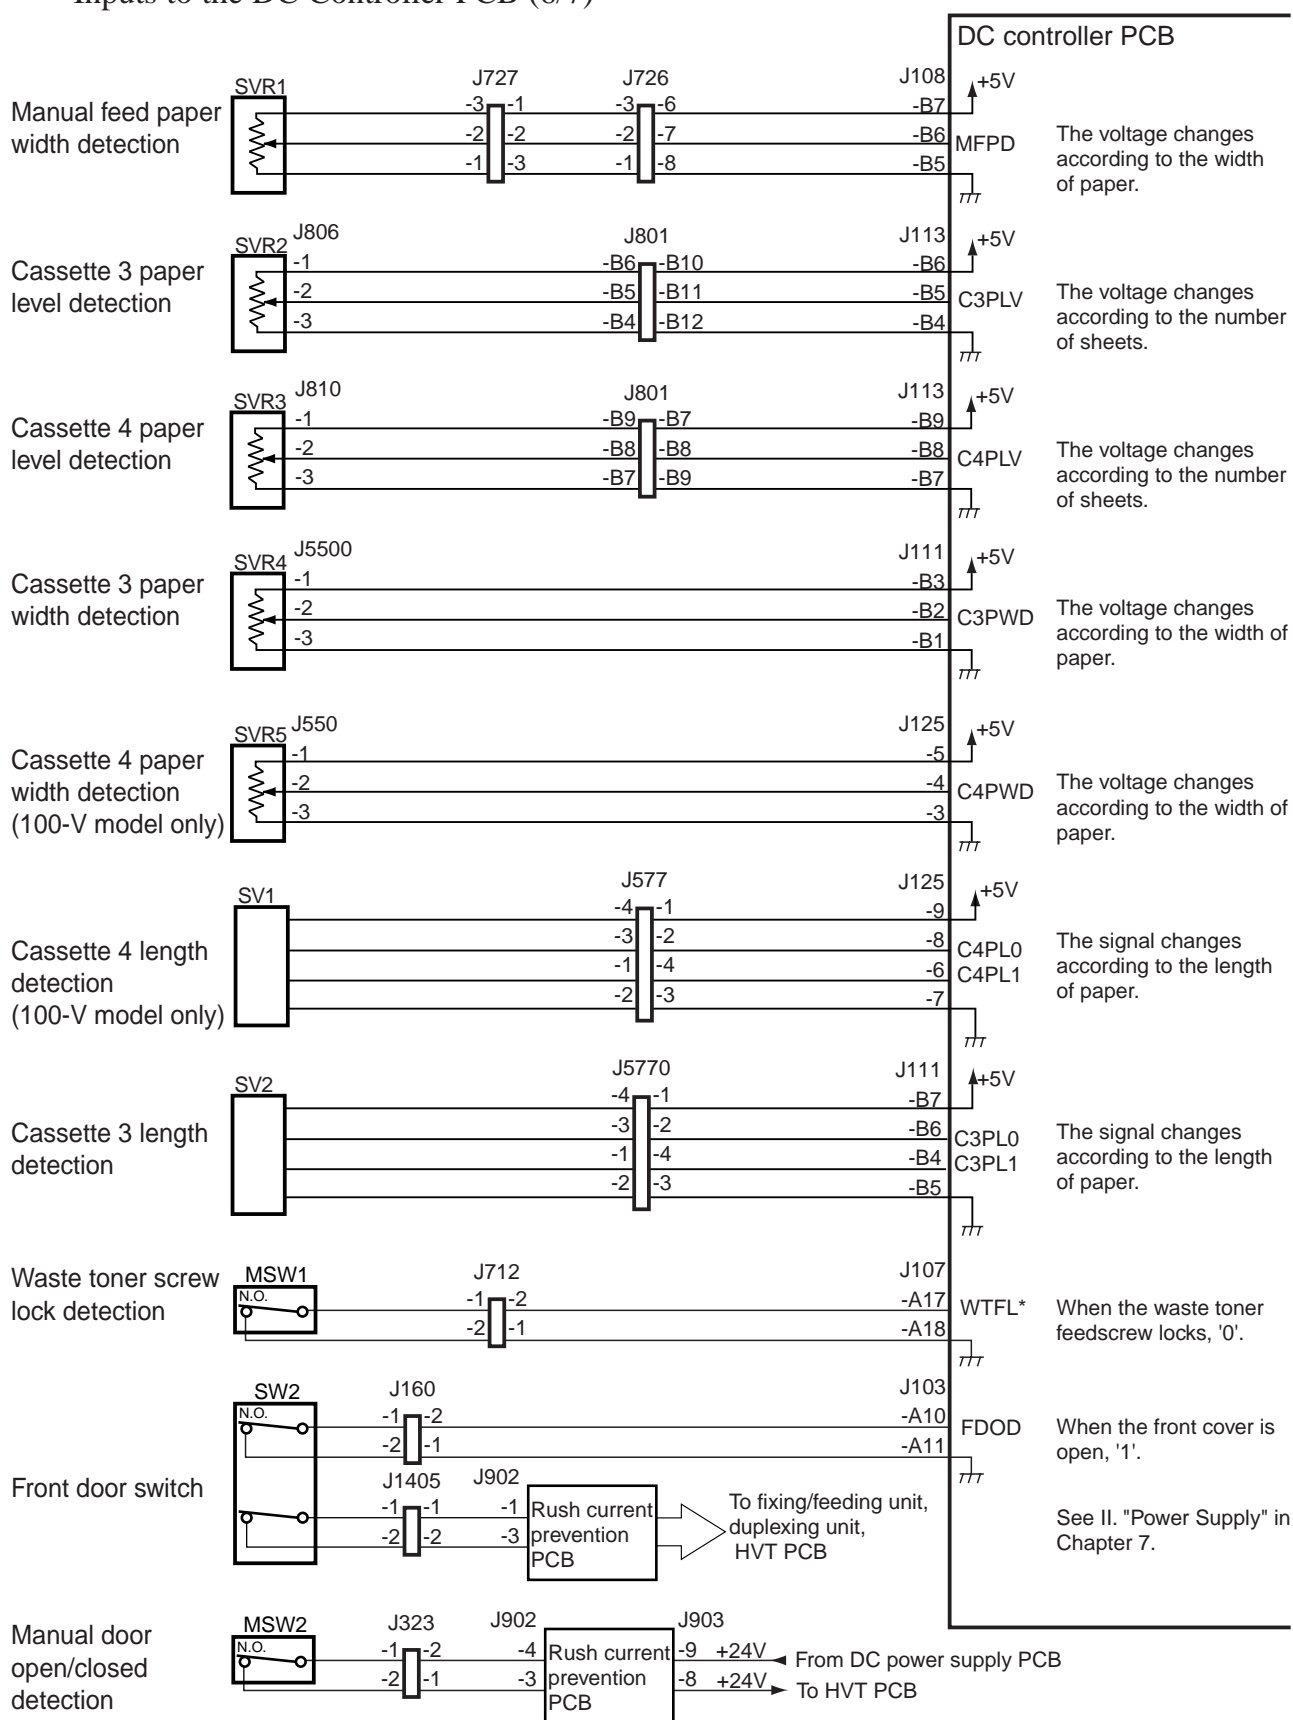 Inputs to the DC Controller PCB (6/7)
DC controller PCB
Manual feed paper
width detection
SVR1
J727
J726
J108
+5V
-3 -1
-3 -6
-B7
-2 -2
-2 -7
-B6
MFPD
-1 -3
-1 -8
-B5
The voltage changes
according to the width
of paper.
Cassette 3 paper
level detection
SVR2
J806
J801
J113
+5V
-1
-B6 -B10
-B6
-2
-B5 -B11
-B5
C3PLV
-3
-B4 -B12
-B4
The voltage changes
according to the number
of sheets.
Cassette 4 paper
level detection
SVR3
J810
J801
J113
+5V
-1
-B9 -B7
-B9
-2
-B8 -B8
-B8
C4PLV
-3
-B7 -B9
-B7
The voltage changes
according to the number
of sheets.
Cassette 3 paper
width detection
SVR4
J5500
J111
+5V
-1
-B3
-2
-B2
C3PWD
-3
-B1
The voltage changes
according to the width of
paper.
Cassette 4 paper
width detection
(100-V model only)
SVR5
J550
J125
+5V
-1
-5
-2
-4
C4PWD
-3
-3
The voltage changes
according to the width of
paper.
Cassette 4 length
detection
(100-V model only)
SV1
J577
J125
+5V
-4 -1
-9
-3 -2
-8
C4PL0
-1 -4
-6
C4PL1
-2 -3
-7
The signal changes
according to the length
of paper.
Cassette 3 length
detection
SV2
J5770
J111
+5V
-4 -1
-B7
-3 -2
-B6
C3PL0
-1 -4
-B4
C3PL1
-2 -3
-B5
The signal changes
according to the length
of paper.
Waste toner screw
lock detection
MSW1
N.O.
J712
J107
-1 -2
-A17
WTFL*
-2 -1
-A18
When the waste toner
feedscrew locks, '0'.
Front door switch
SW2
N.O.
J160
J103
-1 -2
-A10
FDOD
-2 -1
-A11
When the front cover is
open, '1'.
J1405
J902
-1 -1
-1
-2 -2
-3
Rush current
prevention
PCB
To fixing/feeding unit,
duplexing unit,
HVT PCB
See II. "Power Supply" in
Chapter 7.
Manual door
open/closed
detection
MSW2
N.O.
J323
J902
J903
-1 -2
-4
-2 -1
-3
Rush current
prevention
PCB
-9 +24V
From DC power supply PCB
-8 +24V
To HVT PCB